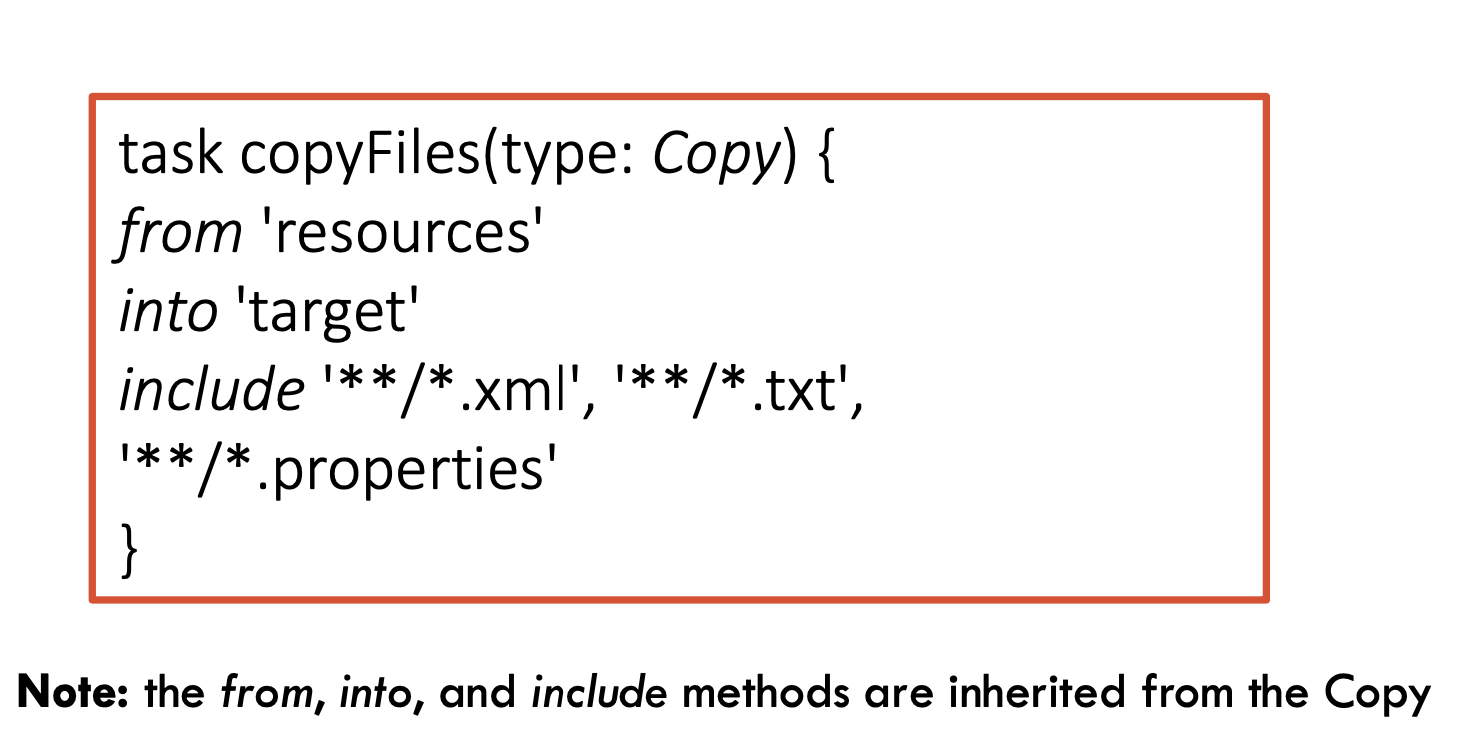 task copyFiles(type: Copy) {
from 'resources'
into 'target'
include '**/*.xml', '**/*.txt',
'**/*.properties'
}
Note: the from, into, and include methods are inherited from the Copy